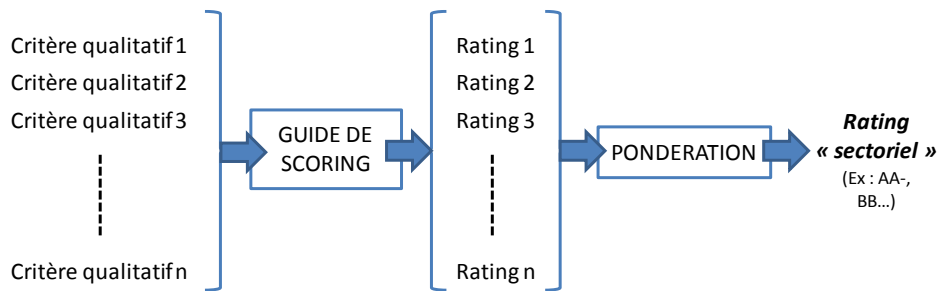 Critère qualitatif 1
Critère qualitatif 2
Critère qualitatif 3
Critère qualitatif n
GUIDE DE
SCORING
Rating 1
Rating 2
Rating 3
Rating n
PONDERATION
Rating
« sectoriel »
(Ex : AA-,
BB...)